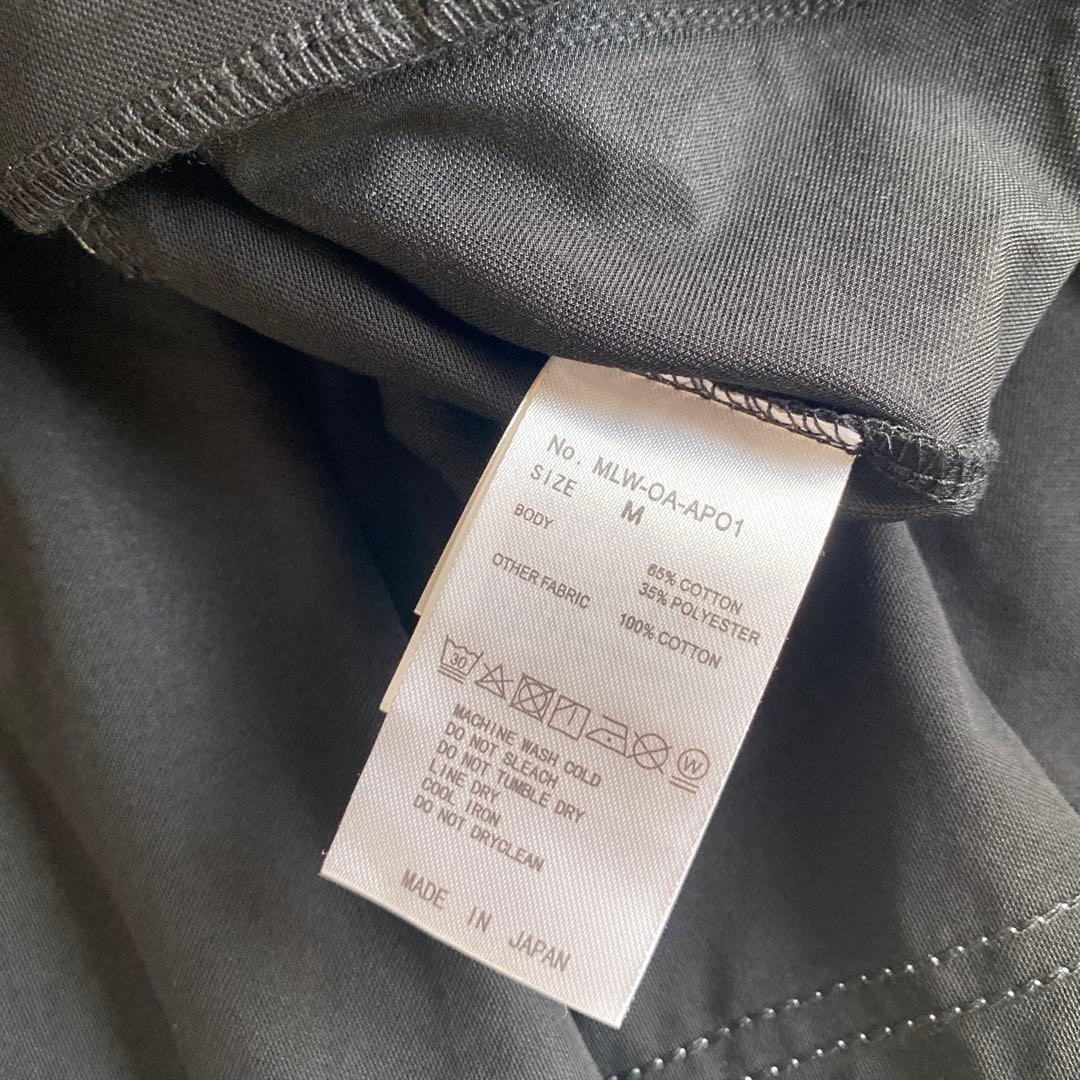 No. MLW-OA-AP01
SIZE M
BODY 65% COTTON
35% POLYESTER
OTHER FABRIC 100% COTTON
30
W
MACHINE WASH COLD
DO NOT SLEACH
DO NOT TUMBLE DRY
LINE DRY
COOL IRON
DO NOT DRYCLEAN
MADE IN JAPAN